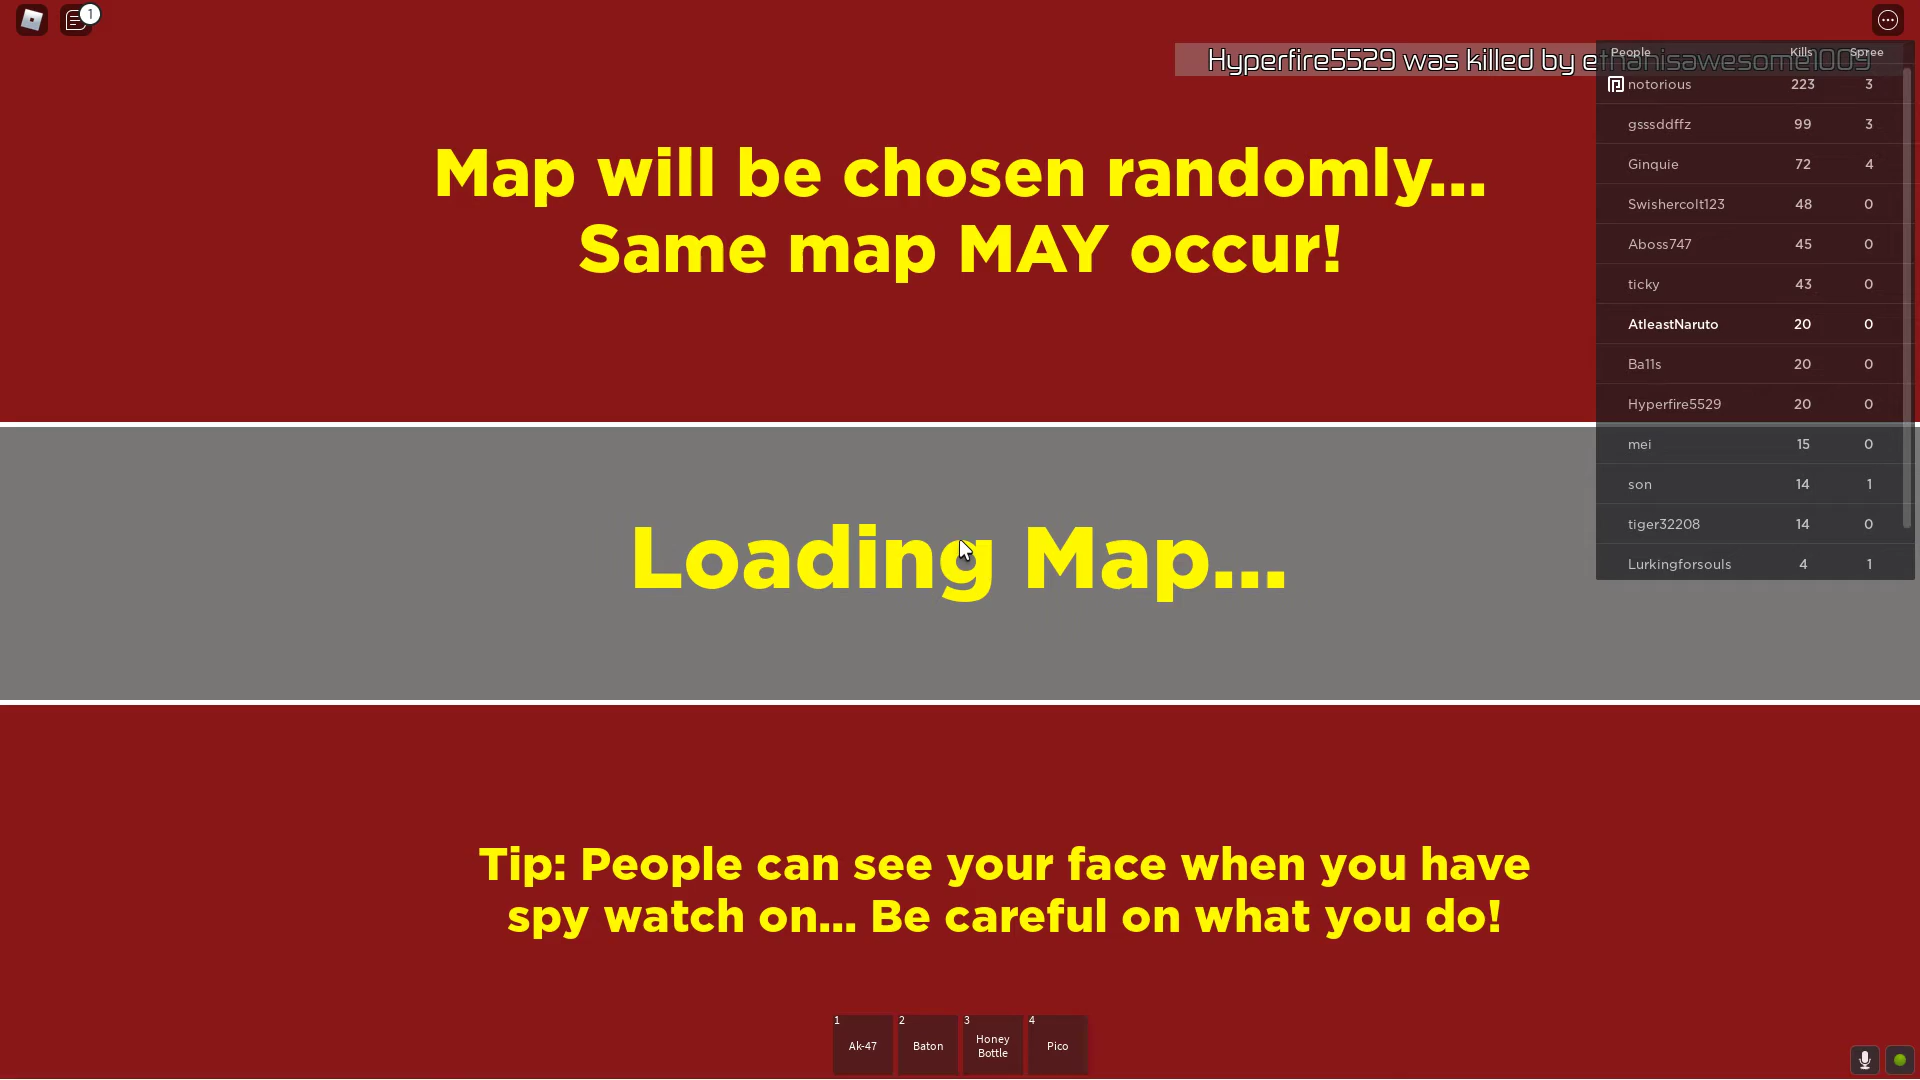 1
Hyperfire5529 was killed by ethanisawesome1009
People Kills Spree
notorious 223 3
gsssddffz 99 3
Ginquie 72 4
Swishercolt123 48 0
Aboss747 45 0
ticky 43 0
AtleastNaruto 20 0
Ba11s 20 0
Hyperfire5529 20 0
mei 15 0
son 14 1
tiger32208 14 0
Lurkingforsouls 4 1
Map will be chosen randomly...
Same map MAY occur!
Loading Map...
Tip: People can see your face when you have
spy watch on... Be careful on what you do!
1 2 3 4
Ak-47 Baton Honey Bottle Pico